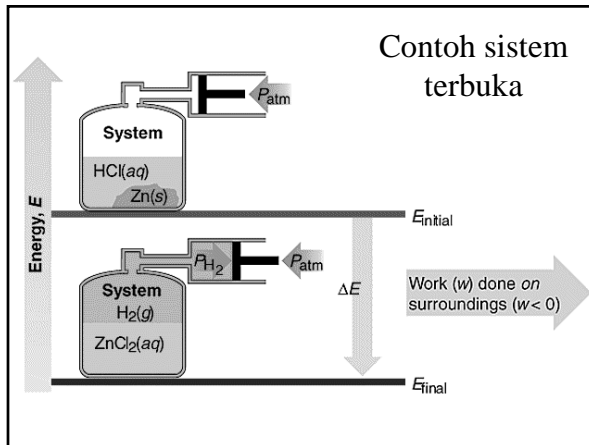 Contoh sistem
terbuka
P atm
System
HCl(aq)
Zn(s)
E initial
Energy, E
P H2
P atm
System
H2(g)
ZnCl2(aq)
ΔE
Work (w) done on
surroundings (w < 0)
E final